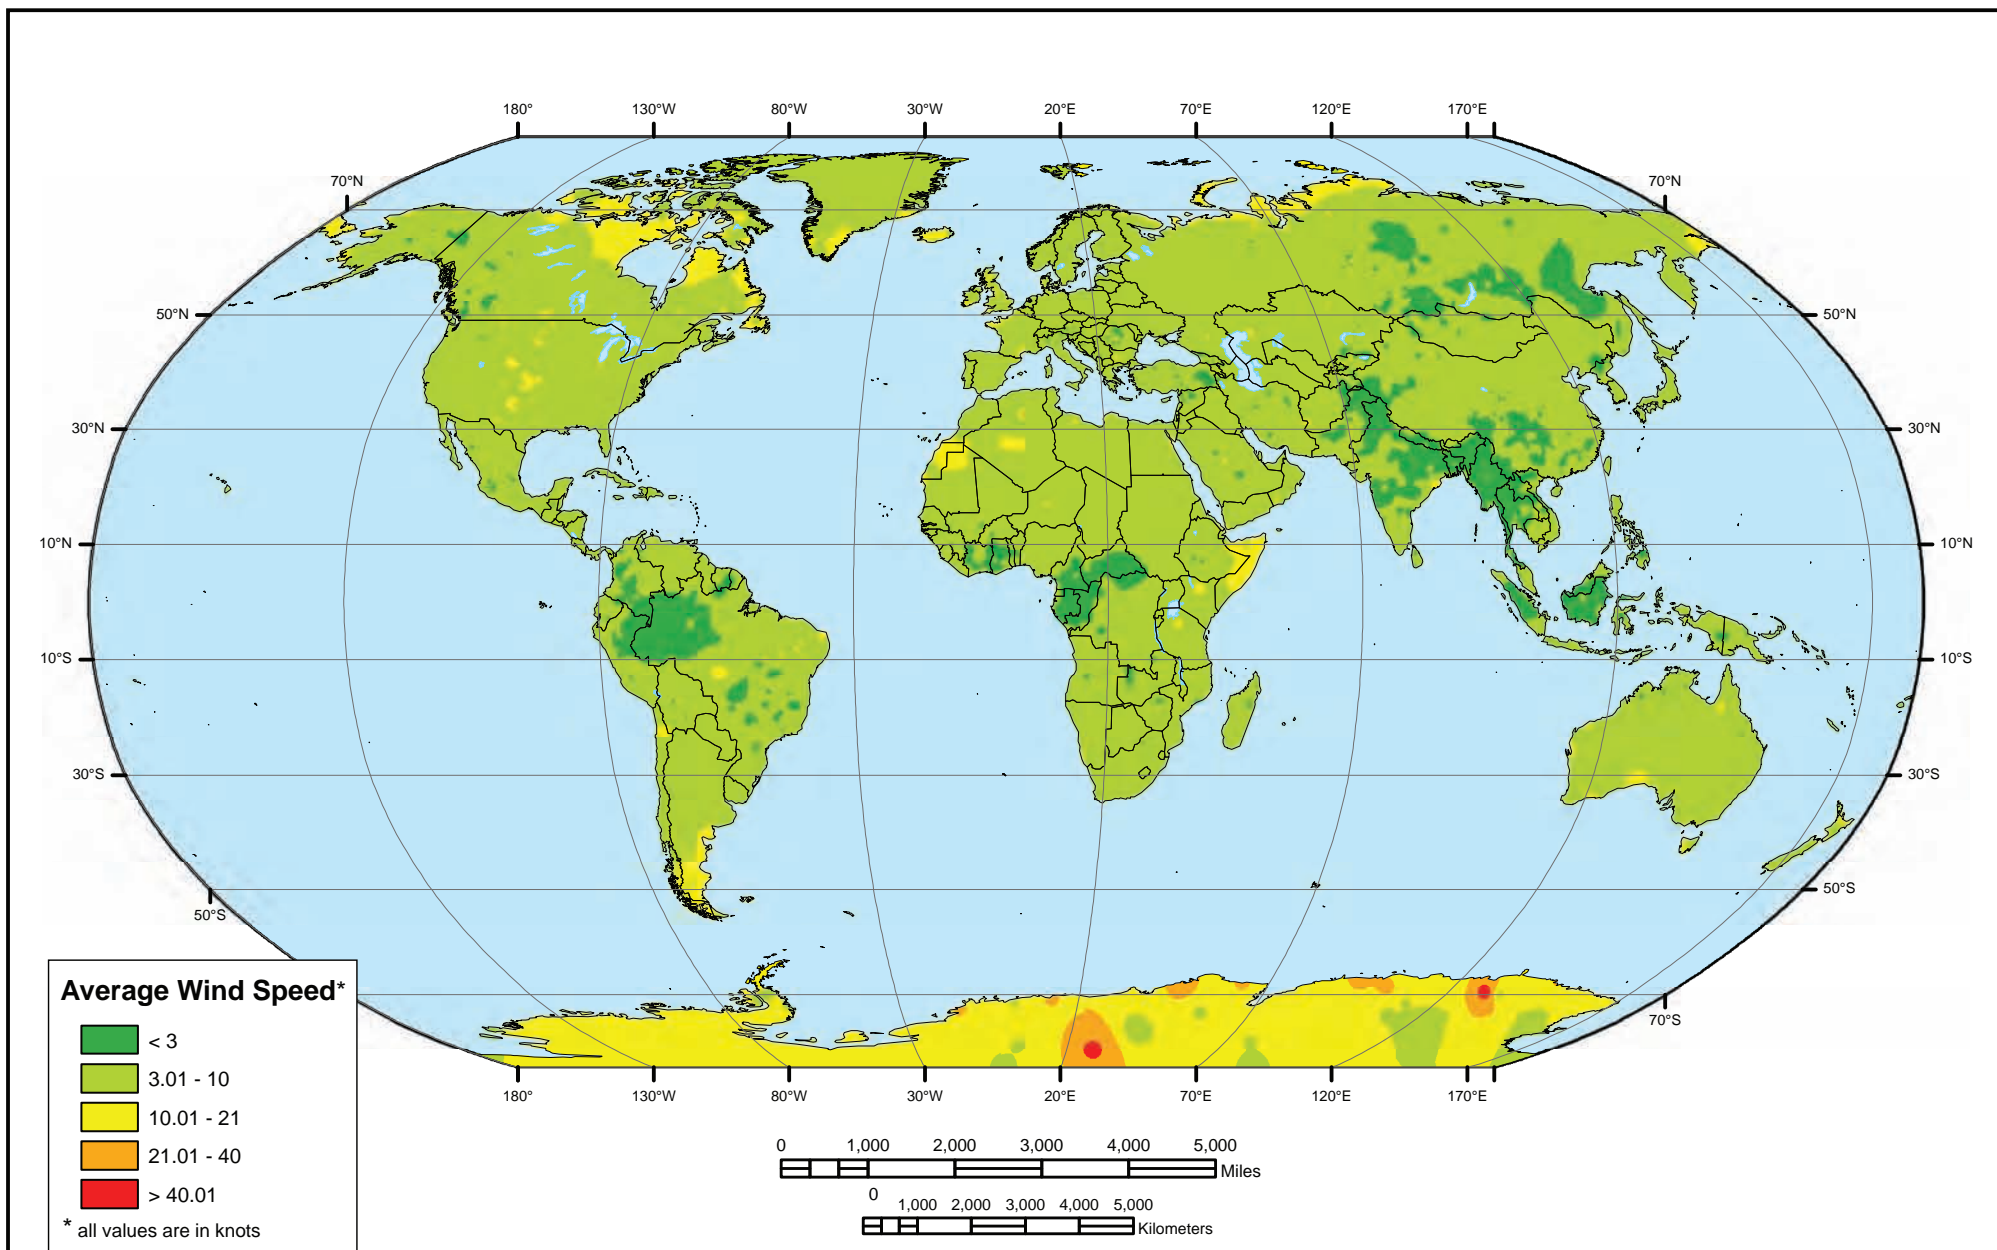 180° 130°W 80°W 30°W 20°E 70°E 120°E 170°E
70°N 70°N
50°N 50°N
30°N 30°N
10°N 10°N
10°S 10°S
30°S 30°S
50°S 50°S
70°S
180° 130°W 80°W 30°W 20°E 70°E 120°E 170°E
Average Wind Speed*
< 3
3.01 - 10
10.01 - 21
21.01 - 40
> 40.01
* all values are in knots
0 1,000 2,000 3,000 4,000 5,000
Miles
0 1,000 2,000 3,000 4,000 5,000
Kilometers